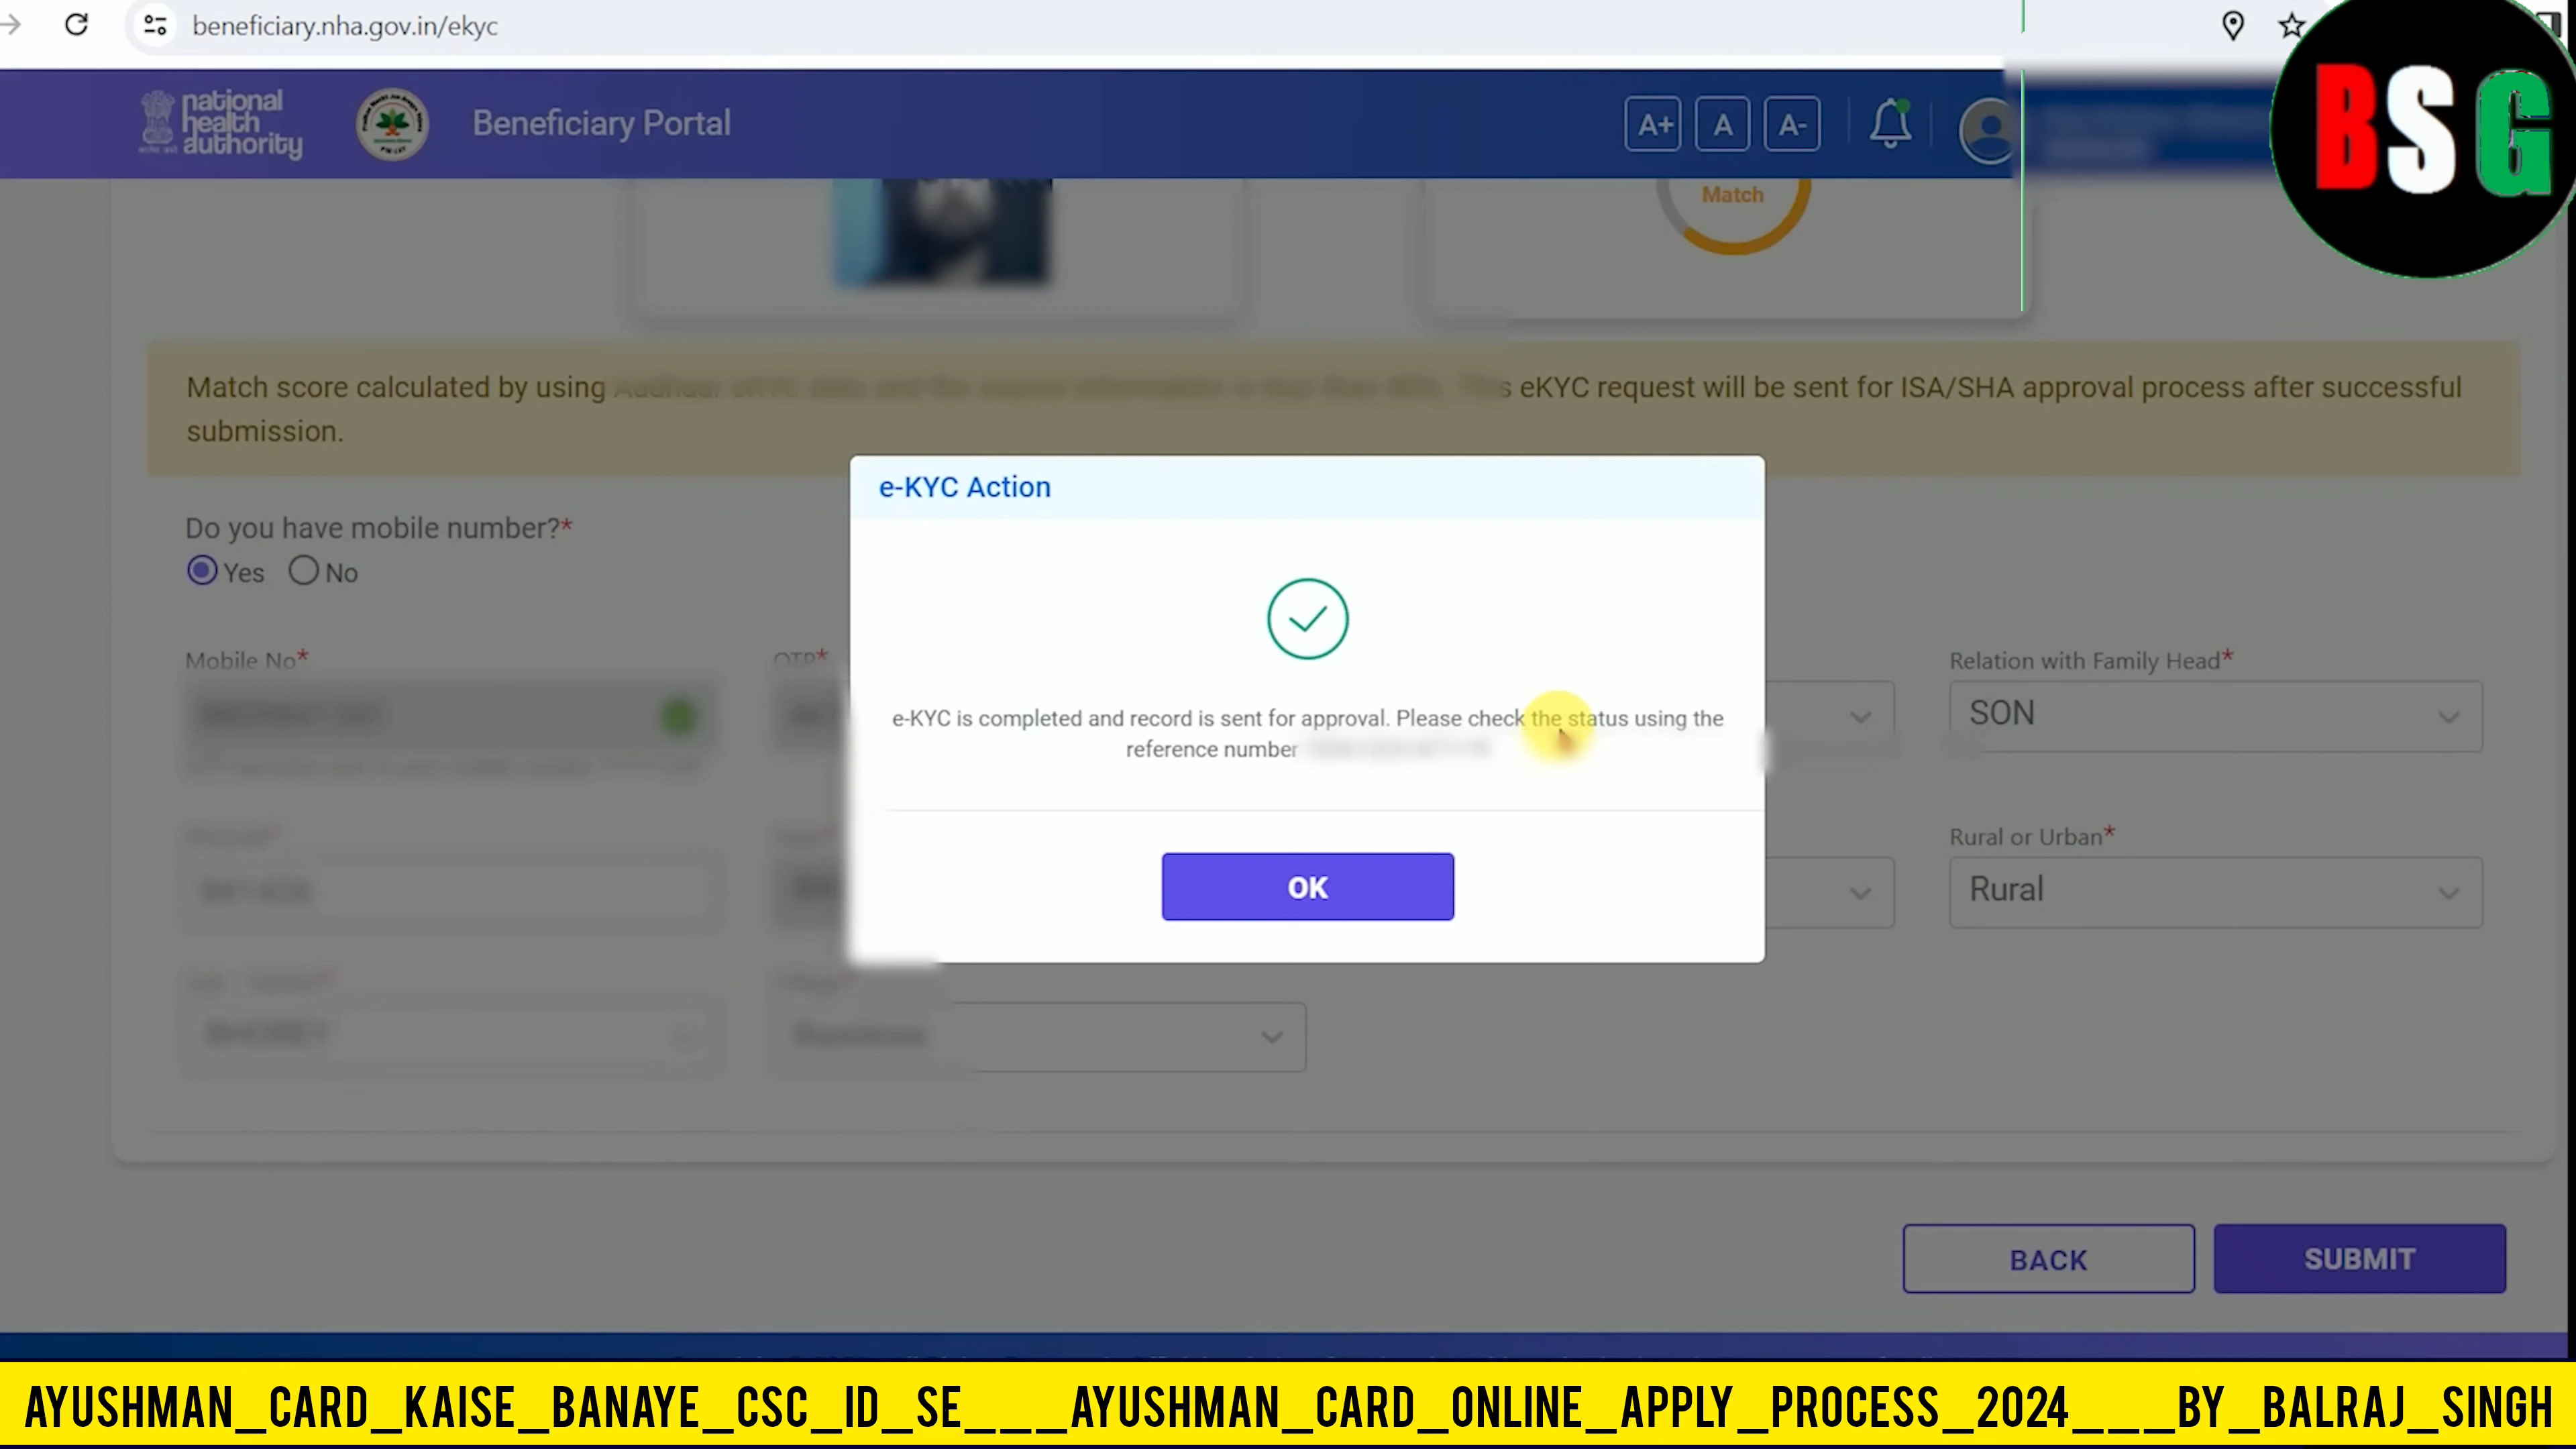 beneficiary.nha.gov.in/ekyc
BSG
national
health
authority
Beneficiary Portal
A+ A A-
Match
Match score calculated by using eKYC request will be sent for ISA/SHA approval process after successful
submission.
e-KYC Action
Do you have mobile number?*
Yes No
e-KYC is completed and record is sent for approval. Please check the status using the
reference number
Mobile No* OTP* Relation with Family Head*
SON
Rural or Urban*
Rural
OK
BACK SUBMIT
AYUSHMAN_CARD_KAISE_BANAYE_CSC_ID_SE___AYUSHMAN_CARD_ONLINE_APPLY_PROCESS_2024___BY_BALRAJ_SINGH